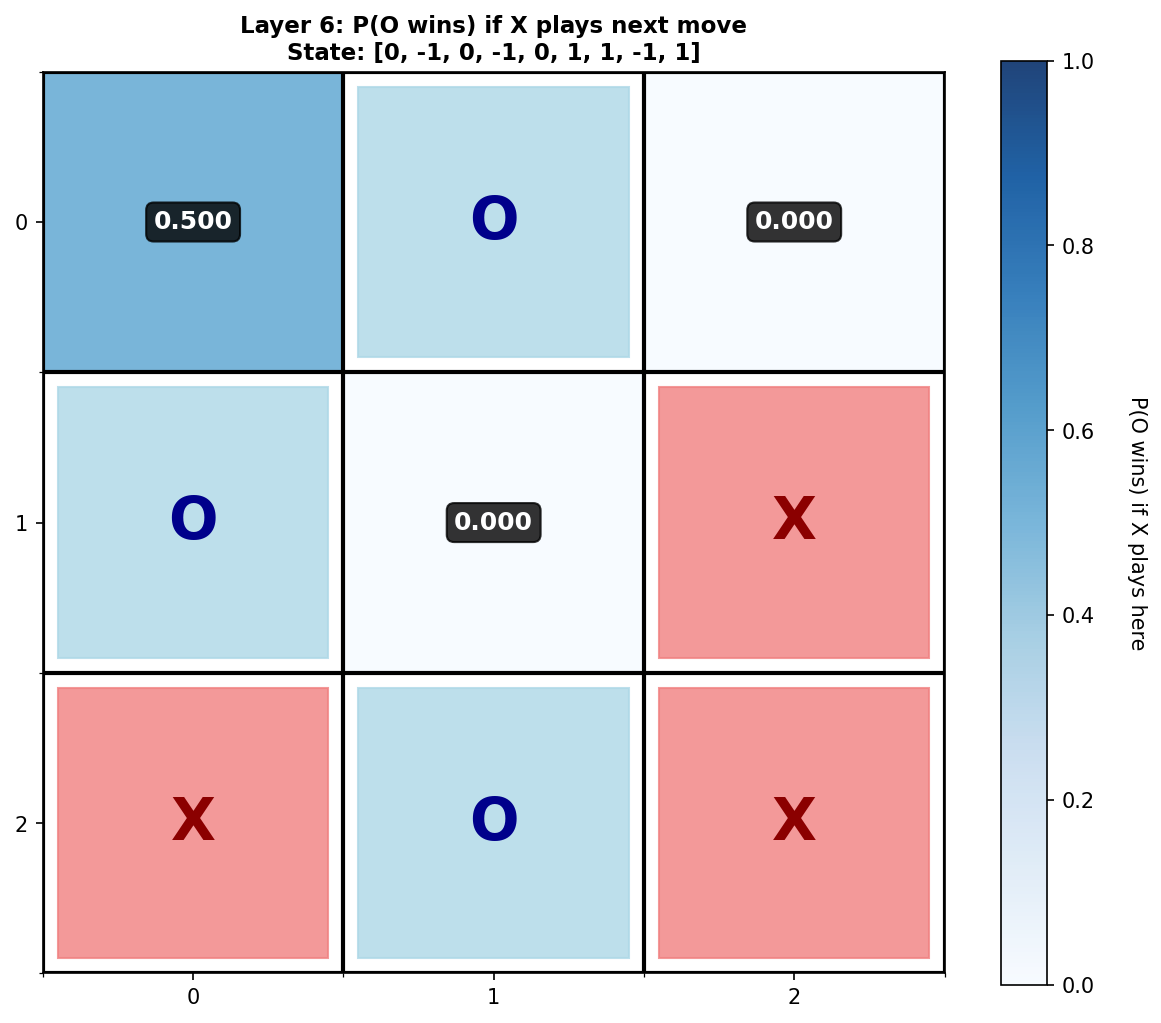 Layer 6: P(O wins) if X plays next move
State: [0, -1, 0, -1, 0, 1, 1, -1, 1]
0 0.500 O 0.000
1 O 0.000 X
2 X O X
0 1 2
1.0
0.8
0.6
0.4
0.2
0.0
P(O wins) if X plays here